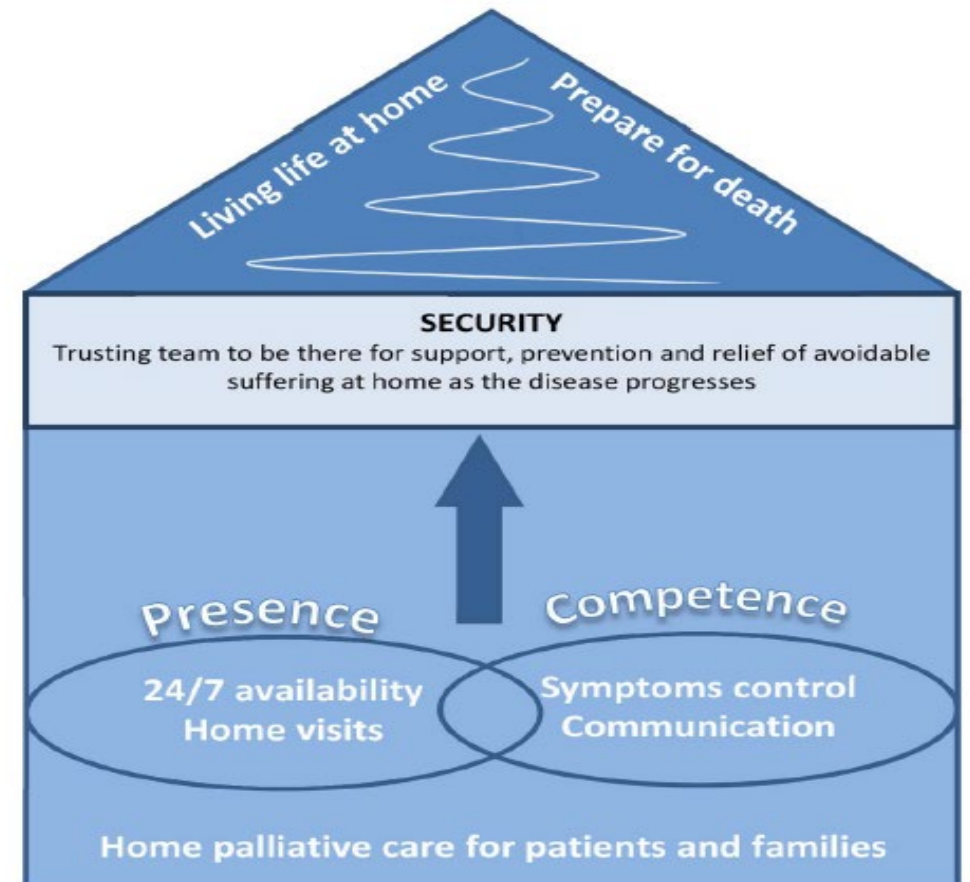 Living life at home
Prepare for death
SECURITY
Trusting team to be there for support, prevention and relief of avoidable
suffering at home as the disease progresses
Presence
Competence
24/7 availability
Home visits
Symptoms control
Communication
Home palliative care for patients and families